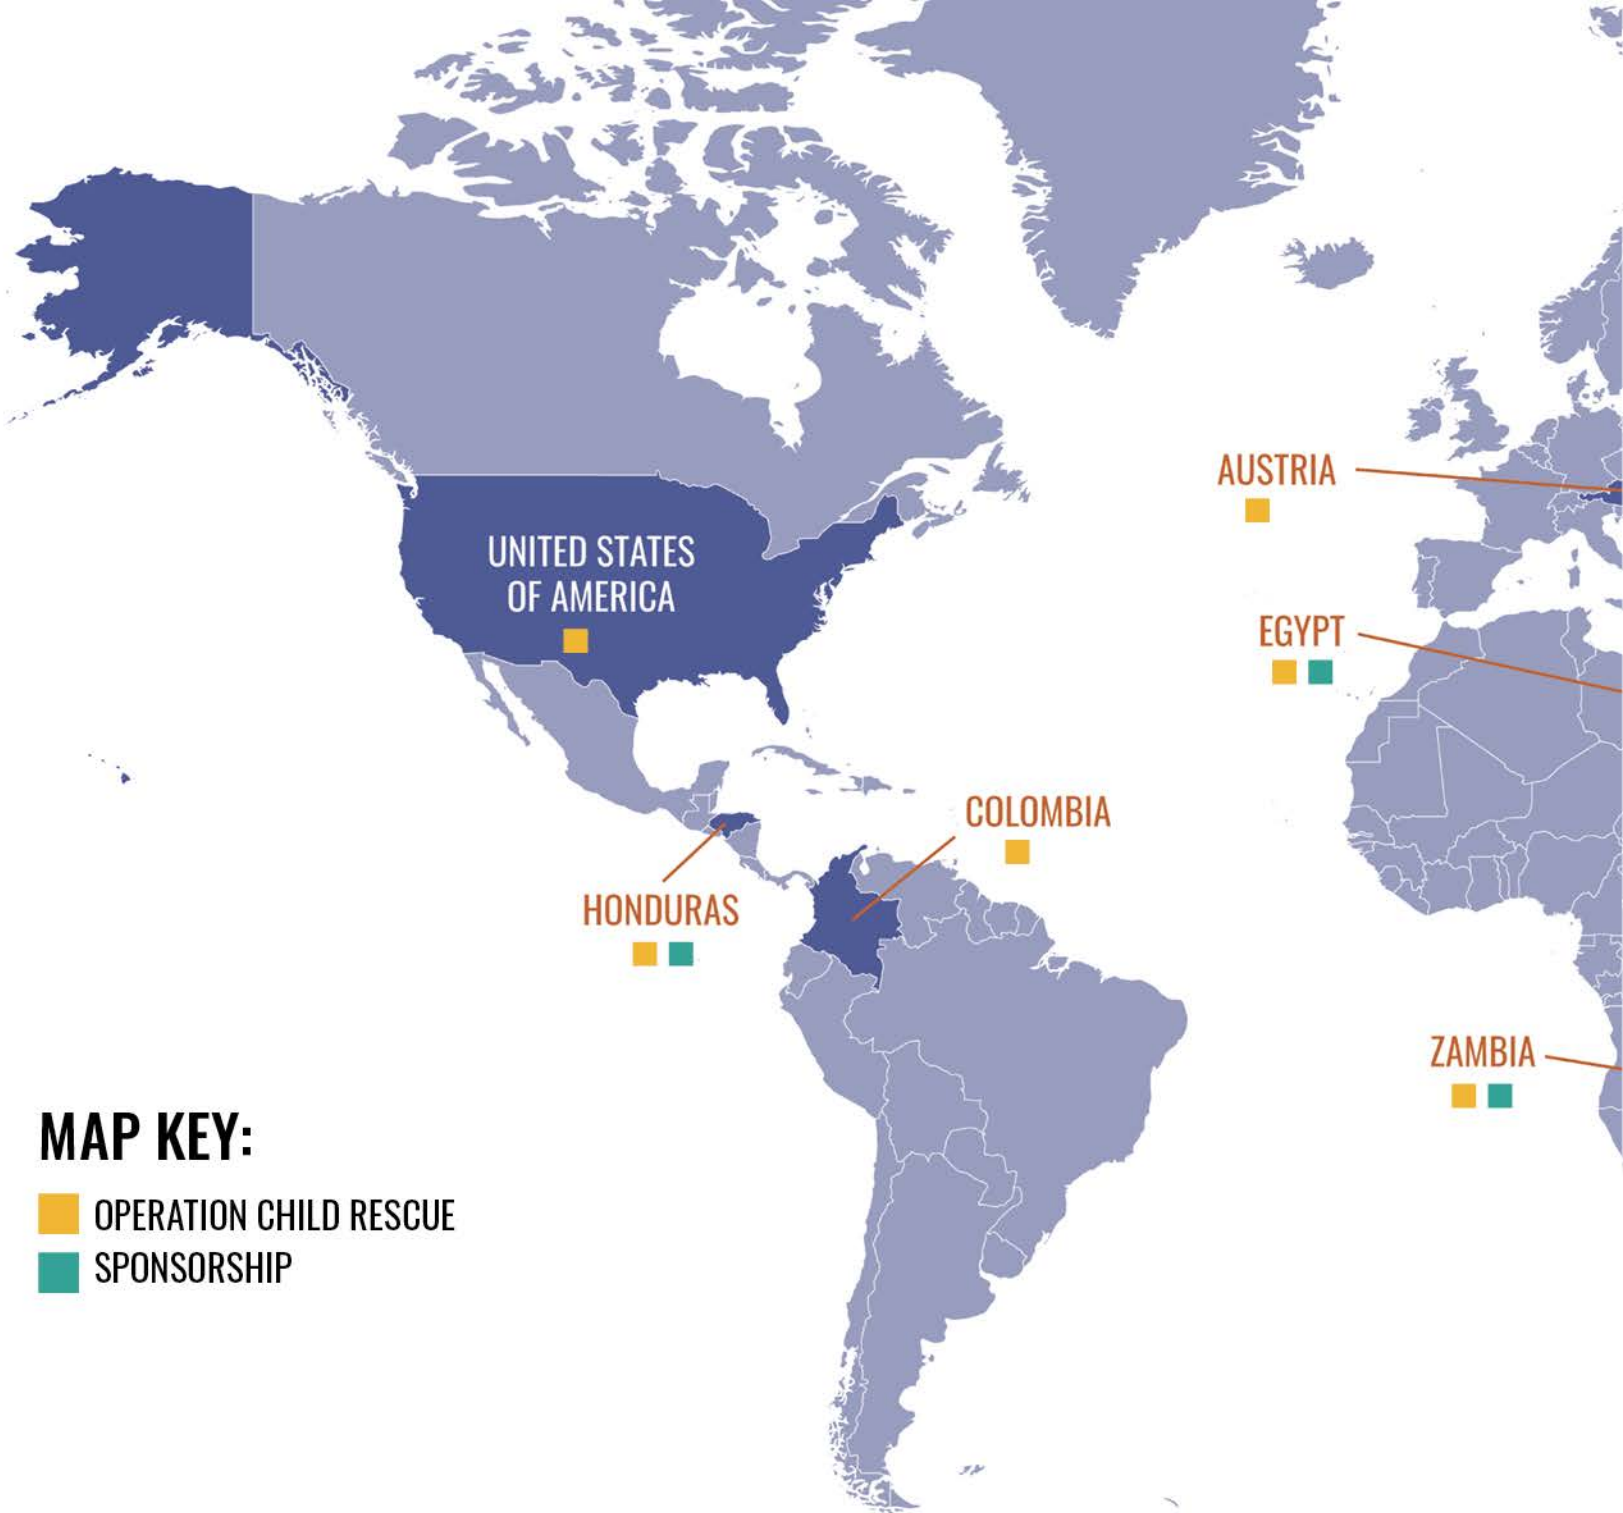 AUSTRIA
UNITED STATES
OF AMERICA
EGYPT
COLOMBIA
HONDURAS
ZAMBIA
MAP KEY:
OPERATION CHILD RESCUE
SPONSORSHIP